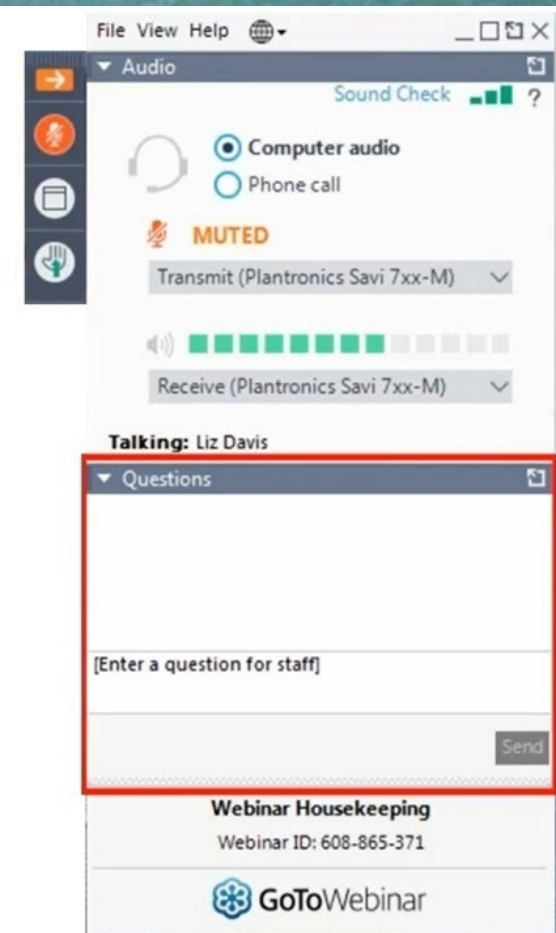 File View Help
Audio
Sound Check ?
Computer audio
Phone call
MUTED
Transmit (Plantronics Savi 7xx-M)
Receive (Plantronics Savi 7xx-M)
Talking: Liz Davis
Questions
[Enter a question for staff]
Send
Webinar Housekeeping
Webinar ID: 608-865-371
GoToWebinar